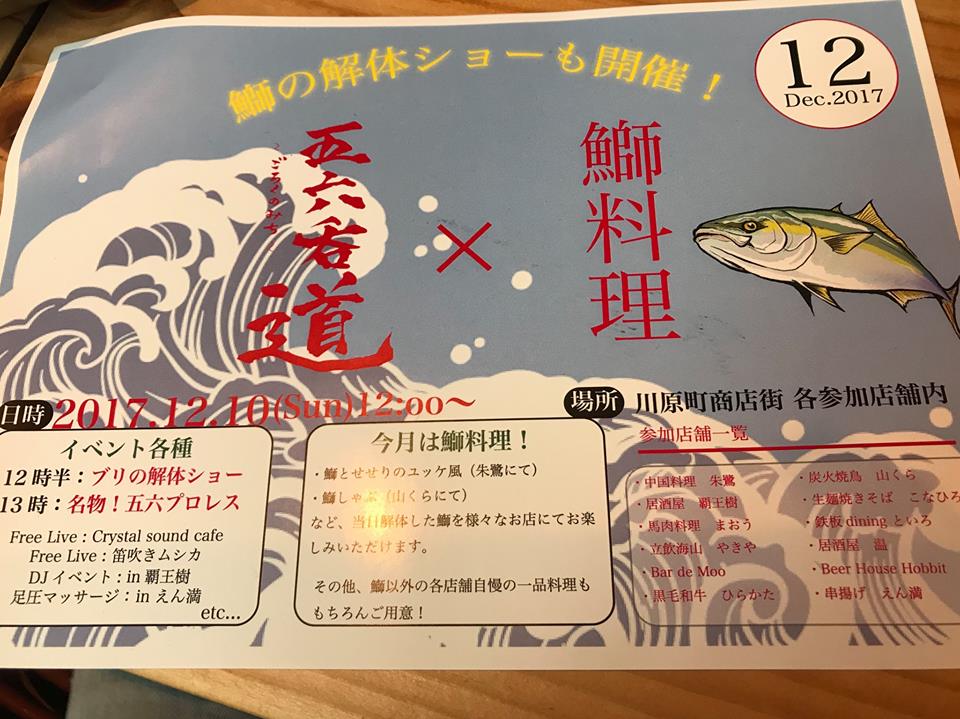 鰤の解体ショーも開催！
12
Dec.2017
五六呑道
ごろくのみち
×
鰤料理
日時 2017.12.10(Sun)12:00〜
場所 川原町商店街 各参加店舗内
イベント各種
12時半：ブリの解体ショー
13時：名物！五六プロレス
Free Live : Crystal sound cafe
Free Live：笛吹きムシカ
DJイベント：in 覇王樹
足圧マッサージ：in えん満
etc...
今月は鰤料理！
・鰤とせせりのユッケ風（朱鷺にて）
・鰤しゃぶ（山くらにて）
など、当日解体した鰤を様々なお店にてお楽
しみいただけます。
その他、鰤以外の各店舗自慢の一品料理も
もちろんご用意！
参加店舗一覧
・中国料理 朱鷺
・居酒屋 覇王樹
・馬肉料理 まおう
・立飲海山 やきや
・Bar de Moo
・黒毛和牛 ひらかた
・炭火焼鳥 山くら
・生麺焼きそば こなひろ
・鉄板dining といろ
・居酒屋 温
・Beer House Hobbit
・串揚げ えん満